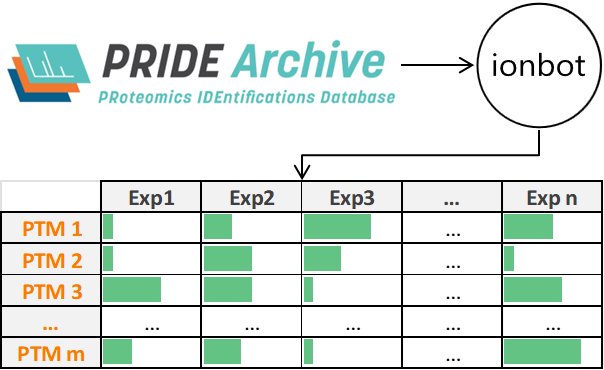 PRIDE Archive
PRoteomics IDEntifications Database
ionbot
Exp1 Exp2 Exp3 ... Exp n
PTM 1 ...
PTM 2 ...
PTM 3 ...
... ... ... ... ... ...
PTM m ...